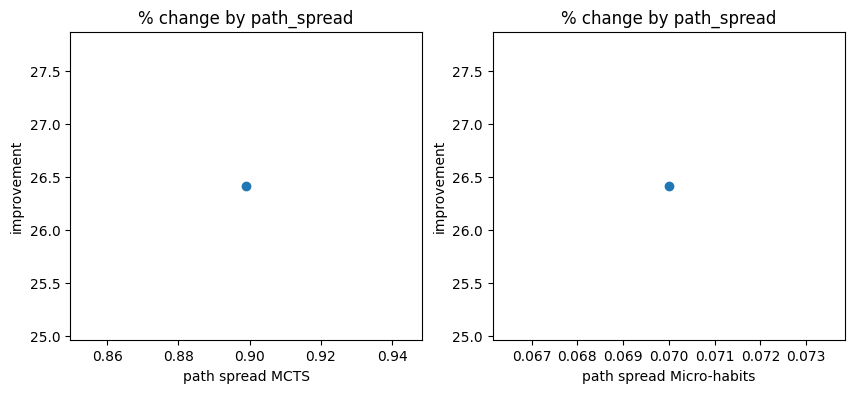 % change by path_spread
27.5
27.0
26.5
26.0
25.5
25.0
improvement
0.86 0.88 0.90 0.92 0.94
path spread MCTS
% change by path_spread
27.5
27.0
26.5
26.0
25.5
25.0
improvement
0.067 0.068 0.069 0.070 0.071 0.072 0.073
path spread Micro-habits